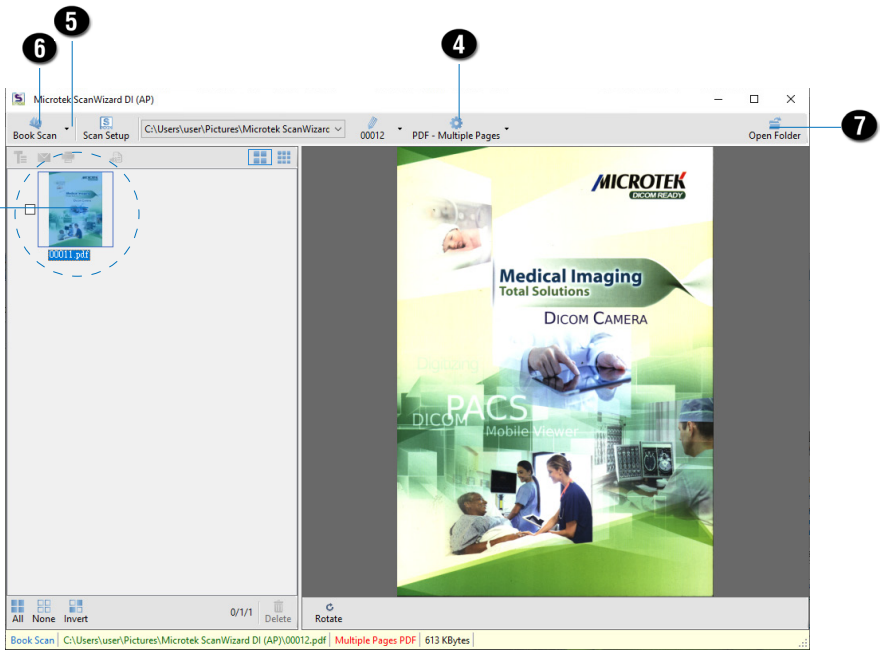 5
6
4
Microtek ScanWizard DI (AP)
Book Scan
Scan Setup
C:\Users\user\Pictures\Microtek ScanWizarc
00012
PDF - Multiple Pages
Open Folder
7
MICROTEK
DICOM READY
00011.pdf
Medical Imaging
Total Solutions
DICOM CAMERA
Digitizing
PACS
DICOM
Mobile Viewer
All None Invert
0/1/1
Delete
Rotate
Book Scan C:\Users\user\Pictures\Microtek ScanWizard DI (AP)\00012.pdf Multiple Pages PDF 613 KBytes